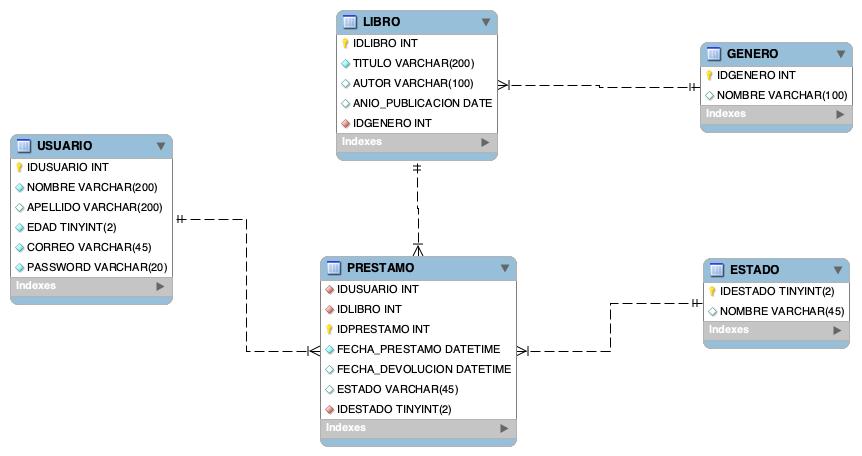 LIBRO
IDLIBRO INT
TITULO VARCHAR(200)
AUTOR VARCHAR(100)
ANIO_PUBLICACION DATE
IDGENERO INT
Indexes
GENERO
IDGENERO INT
NOMBRE VARCHAR(100)
Indexes
USUARIO
IDUSUARIO INT
NOMBRE VARCHAR(200)
APELLIDO VARCHAR(200)
EDAD TINYINT(2)
CORREO VARCHAR(45)
PASSWORD VARCHAR(20)
Indexes
PRESTAMO
IDUSUARIO INT
IDLIBRO INT
IDPRESTAMO INT
FECHA_PRESTAMO DATETIME
FECHA_DEVOLUCION DATETIME
ESTADO VARCHAR(45)
IDESTADO TINYINT(2)
Indexes
ESTADO
IDESTADO TINYINT(2)
NOMBRE VARCHAR(45)
Indexes